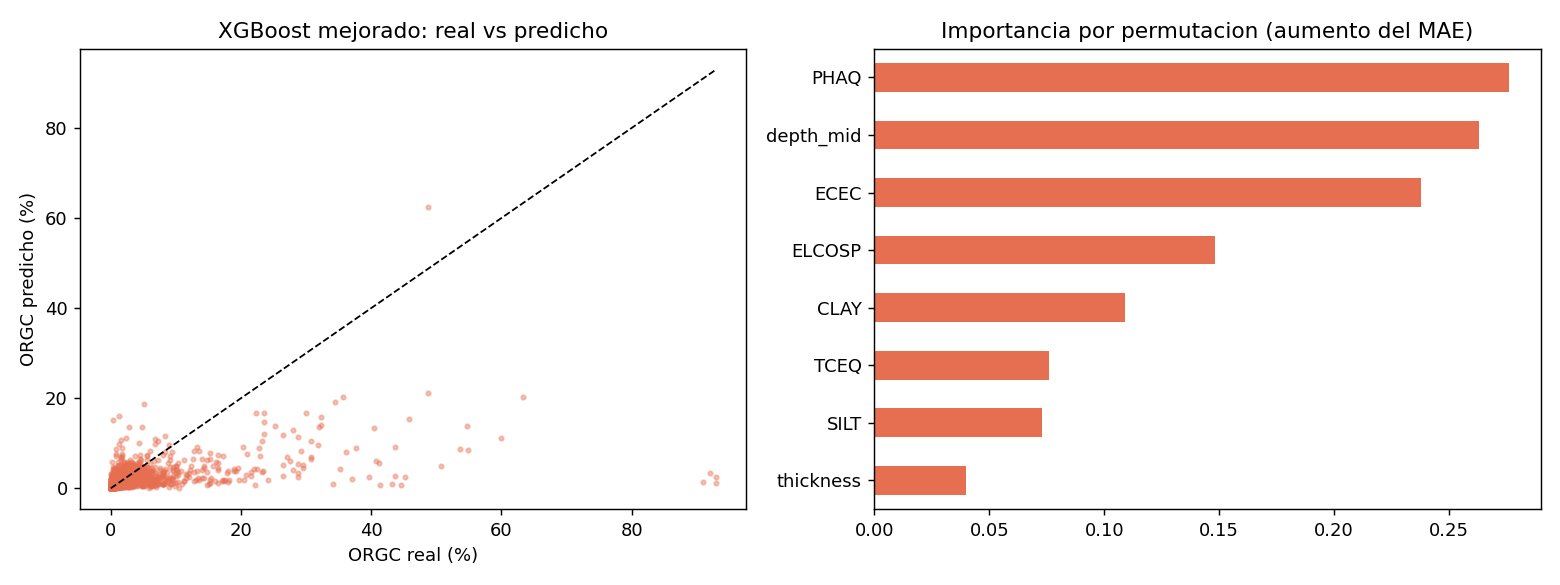 XGBoost mejorado: real vs predicho
ORGC predicho (%)
80
60
40
20
0
0 20 40 60 80
ORGC real (%)
Importancia por permutacion (aumento del MAE)
PHAQ
depth_mid
ECEC
ELCOSP
CLAY
TCEQ
SILT
thickness
0.00 0.05 0.10 0.15 0.20 0.25